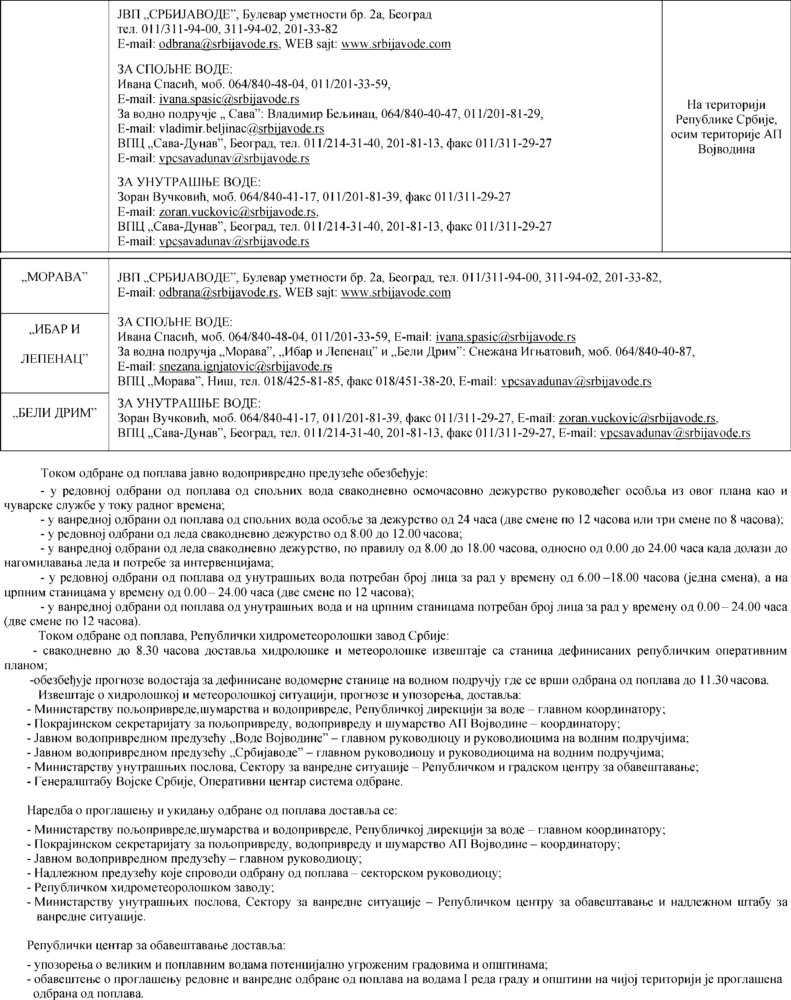 ЈВП „СРБИЈАВОДЕ”, Булевар уметности бр. 2а, Београд
тел. 011/311-94-00, 311-94-02, 201-33-82
E-mail: odbrana@srbijavode.rs, WEB sajt: www.srbijavode.com
ЗА СПОЉНЕ ВОДЕ:
Ивана Спасић, моб. 064/840-48-04, 011/201-33-59,
E-mail: ivana.spasic@srbijavode.rs
За водно подручје „ Сава”: Владимир Бељинац, 064/840-40-47, 011/201-81-29,
E-mail: vladimir.beljinac@srbijavode.rs
ВПЦ „Сава-Дунав”, Београд, тел. 011/214-31-40, 201-81-13, факс 011/311-29-27
E-mail: vpcsavadunav@srbijavode.rs
ЗА УНУТРАШЊЕ ВОДЕ:
Зоран Вучковић, моб. 064/840-41-17, 011/201-81-39, факс 011/311-29-27
E-mail: zoran.vuckovic@srbijavode.rs,
ВПЦ „Сава-Дунав”, Београд, тел. 011/214-31-40, 201-81-13, факс 011/311-29-27
E-mail: vpcsavadunav@srbijavode.rs
На територији
Републике Србије,
осим територије АП
Војводина
„МОРАВА”
„ИБАР И
ЛЕПЕНАЦ”
„БЕЛИ ДРИМ”
ЈВП „СРБИЈАВОДЕ”, Булевар уметности бр. 2а, Београд, тел. 011/311-94-00, 311-94-02, 201-33-82,
E-mail: odbrana@srbijavode.rs, WEB sajt: www.srbijavode.com
ЗА СПОЉНЕ ВОДЕ:
Ивана Спасић, моб. 064/840-48-04, 011/201-33-59, E-mail: ivana.spasic@srbijavode.rs
За водна подручја „Морава”, „Ибар и Лепенац” и „Бели Дрим”: Снежана Игњатовић, моб. 064/840-40-87,
E-mail: snezana.ignjatovic@srbijavode.rs
ВПЦ „Морава”, Ниш, тел. 018/425-81-85, факс 018/451-38-20, E-mail: vpcsavadunav@srbijavode.rs
ЗА УНУТРАШЊЕ ВОДЕ:
Зоран Вучковић, моб. 064/840-41-17, 011/201-81-39, факс 011/311-29-27, E-mail: zoran.vuckovic@srbijavode.rs,
ВПЦ „Сава-Дунав”, Београд, тел. 011/214-31-40, 201-81-13, факс 011/311-29-27, E-mail: vpcsavadunav@srbijavode.rs
Током одбране од поплава јавно водопривредно предузеће обезбеђује:
- у редовној одбрани од поплава од спољних вода свакодневно осмочасовно дежурство руководећег особља из овог плана као и
чуварске службе у току радног времена;
- у ванредној одбрани од поплава од спољних вода особље за дежурство од 24 часа (две смене по 12 часова или три смене по 8 часова);
- у редовној одбрани од леда свакодневно дежурство од 8.00 до 12.00 часова;
- у ванредној одбрани од леда свакодневно дежурство, по правилу од 8.00 до 18.00 часова, односно од 0.00 до 24.00 часа када долази до
нагомилавања леда и потребе за интервенцијама;
- у редовној одбрани од поплава од унутрашњих вода потребан број лица за рад у времену од 6.00 –18.00 часова (једна смена), а на
црпним станицама у времену од 0.00 – 24.00 часа (две смене по 12 часова);
- у ванредној одбрани од поплава од унутрашњих вода и на црпним станицама потребан број лица за рад у времену од 0.00 – 24.00 часа
(две смене по 12 часова).
Током одбране од поплава, Републички хидрометеоролошки завод Србије:
- свакодневно до 8.30 часова доставља хидролошке и метеоролошке извештаје са станица дефинисаних републичким оперативним
планом;
-обезбеђује прогнозе водостаја за дефинисане водомерне станице на водном подручју где се врши одбрана од поплава до 11.30 часова.
Извештаје о хидролошкој и метеоролошкој ситуацији, прогнозе и упозорења, доставља:
- Министарству пољопривреде,шумарства и водопривреде, Републичкој дирекцији за воде – главном координатору;
- Покрајинском секретаријату за пољопривреду, водопривреду и шумарство АП Војводине – координатору;
- Јавном водопривредном предузећу „Воде Војводине” – главном руководиоцу и руководиоцима на водним подручјима;
- Јавном водопривредном предузећу „Србијаводе” – главном руководиоцу и руководиоцима на водним подручјима;
- Министарству унутрашњих послова, Сектору за ванредне ситуације – Републичком и градском центру за обавештавање;
- Генералштабу Војске Србије, Оперативни центар система одбране.
Наредба о проглашењу и укидању одбране од поплава доставља се:
- Министарству пољопривреде,шумарства и водопривреде, Републичкој дирекцији за воде – главном координатору;
- Покрајинском секретаријату за пољопривреду, водопривреду и шумарство АП Војводине – координатору;
- Јавном водопривредном предузећу – главном руководиоцу;
- Надлежном предузећу које спроводи одбрану од поплава – секторском руководиоцу;
- Републичком хидрометеоролошком заводу;
- Министарству унутрашњих послова, Сектору за ванредне ситуације – Републичком центру за обавештавање и надлежном штабу за
ванредне ситуације.
Републички центар за обавештавање доставља:
- упозорења о великим и поплавним водама потенцијално угроженим градовима и општинама;
- обавештење о проглашењу редовне и ванредне одбране од поплава на водама I реда граду и општини на чијој територији је проглашена
одбрана од поплава.